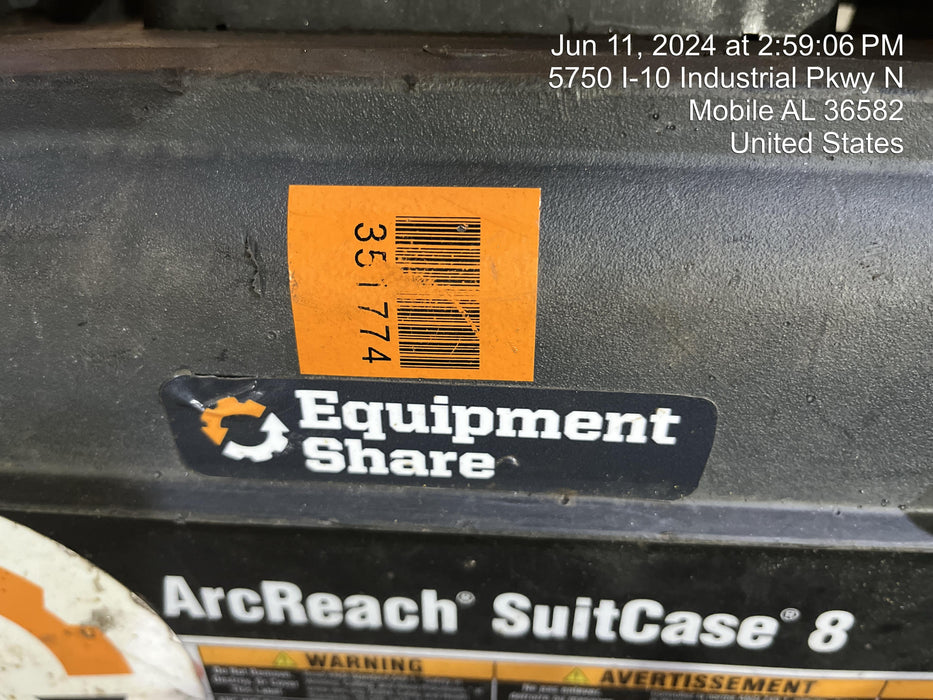 Jun 11, 2024 at 2:59:06 PM
5750 I-10 Industrial Pkwy N
Mobile AL 36582
United States
351774
Equipment
Share
ArcReach® SuitCase® 8
WARNING
AVERTISSEMENT